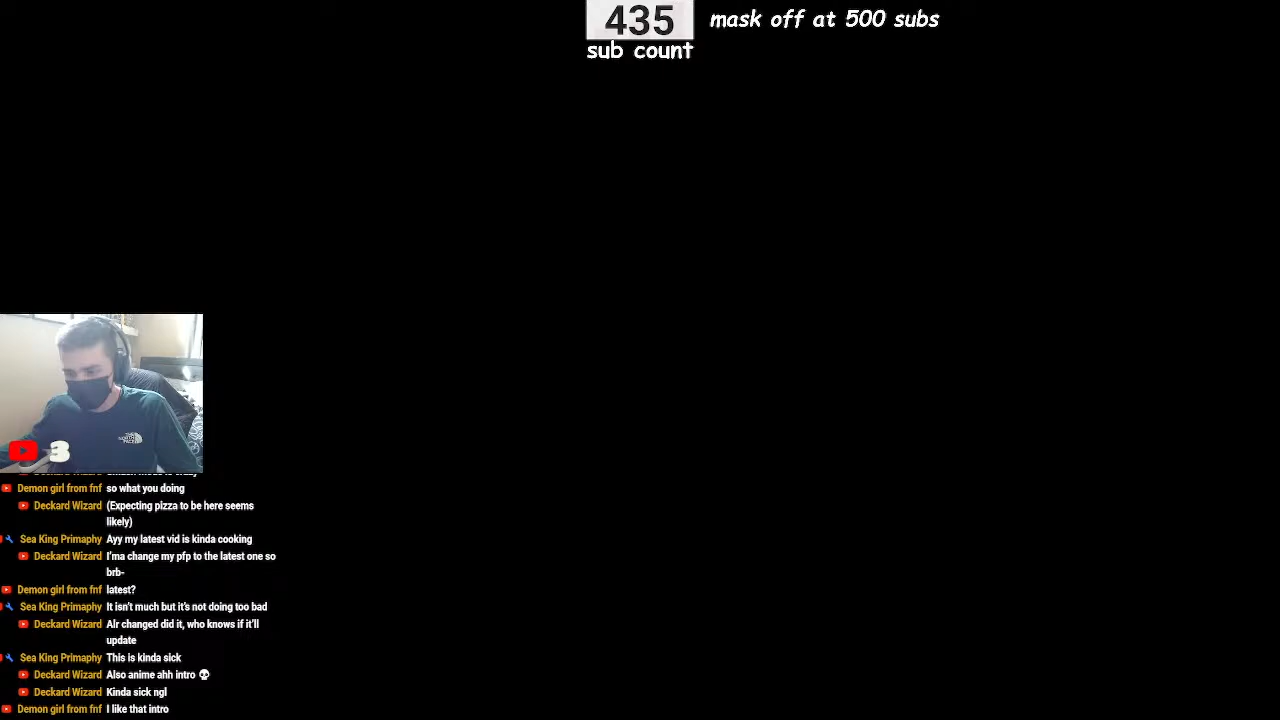 435
mask off at 500 subs
sub count
THE NORTH FACE
3
Demon girl from fnf so what you doing
Deckard Wizard (Expecting pizza to be here seems
likely)
Sea King Primaphy Ayy my latest vid is kinda cooking
Deckard Wizard I'ma change my pfp to the latest one so
brb-
Demon girl from fnf latest?
Sea King Primaphy It isn't much but it's not doing too bad
Deckard Wizard Alr changed did it, who knows if it'll
update
Sea King Primaphy This is kinda sick
Deckard Wizard Also anime ahh intro 💀
Deckard Wizard Kinda sick ngl
Demon girl from fnf I like that intro